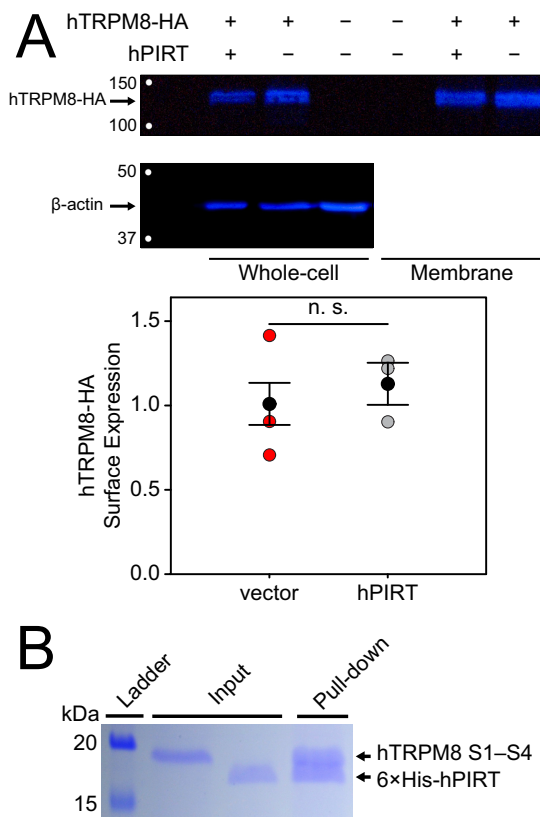 A
hTRPM8-HA + + − − + +
hPIRT + − − − + −
150
hTRPM8-HA
100
50
β-actin
37
Whole-cell Membrane
n. s.
1.5
1.0
0.5
0.0
hTRPM8-HA
Surface Expression
vector hPIRT
B
Ladder Input Pull-down
kDa
20
hTRPM8 S1–S4
6×His-hPIRT
15